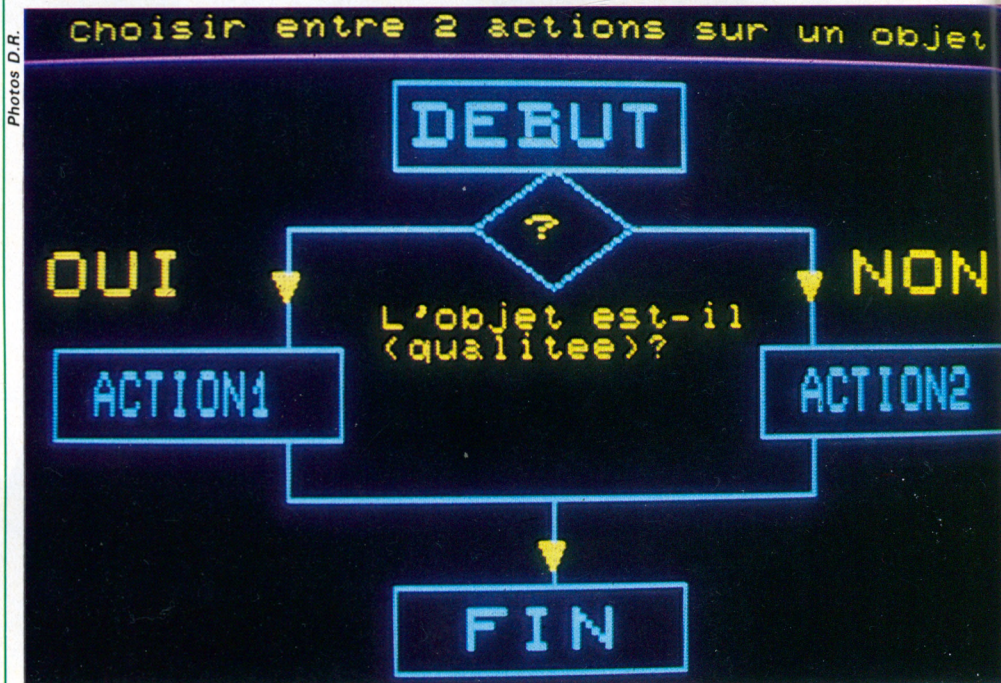 Photos D.R.
Choisir entre 2 actions sur un objet
DEBUT
?
OUI
NON
L'objet est-il
(qualitee)?
ACTION1
ACTION2
FIN